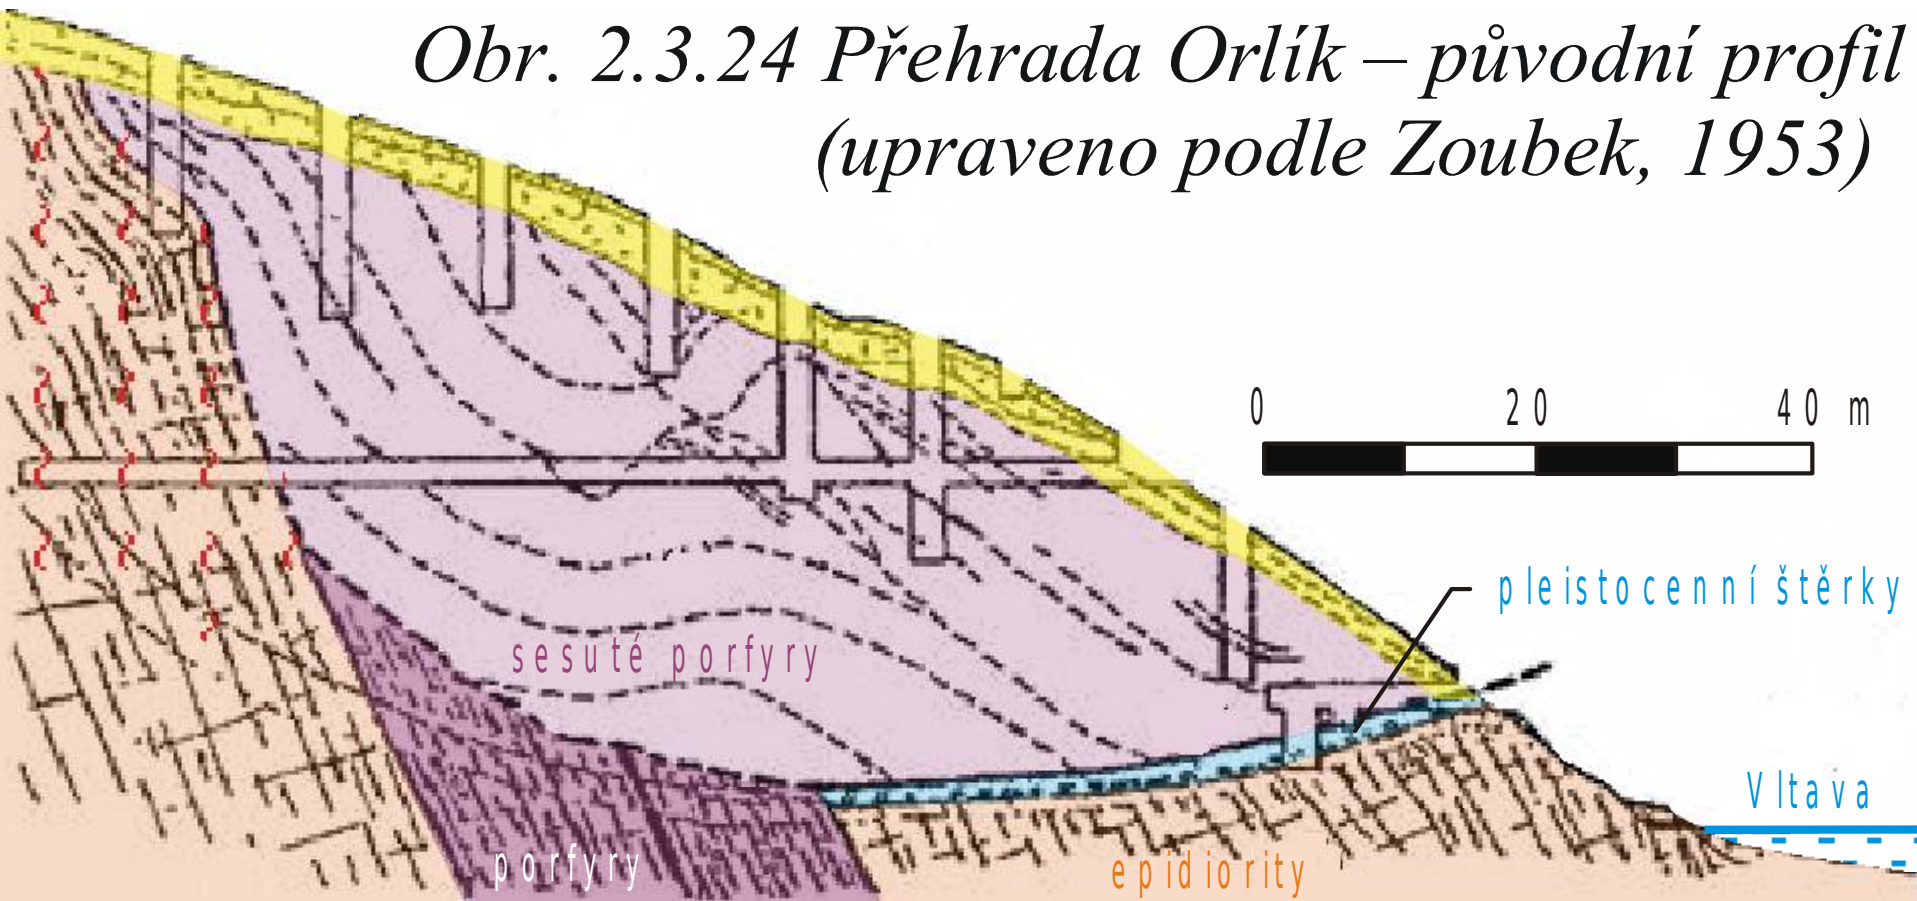 Obr. 2.3.24 Přehrada Orlík – původní profil
(upraveno podle Zoubek, 1953)
0 20 40 m
pleistocenní štěrky
sesuté porfyry
Vltava
porfyry
epidiority